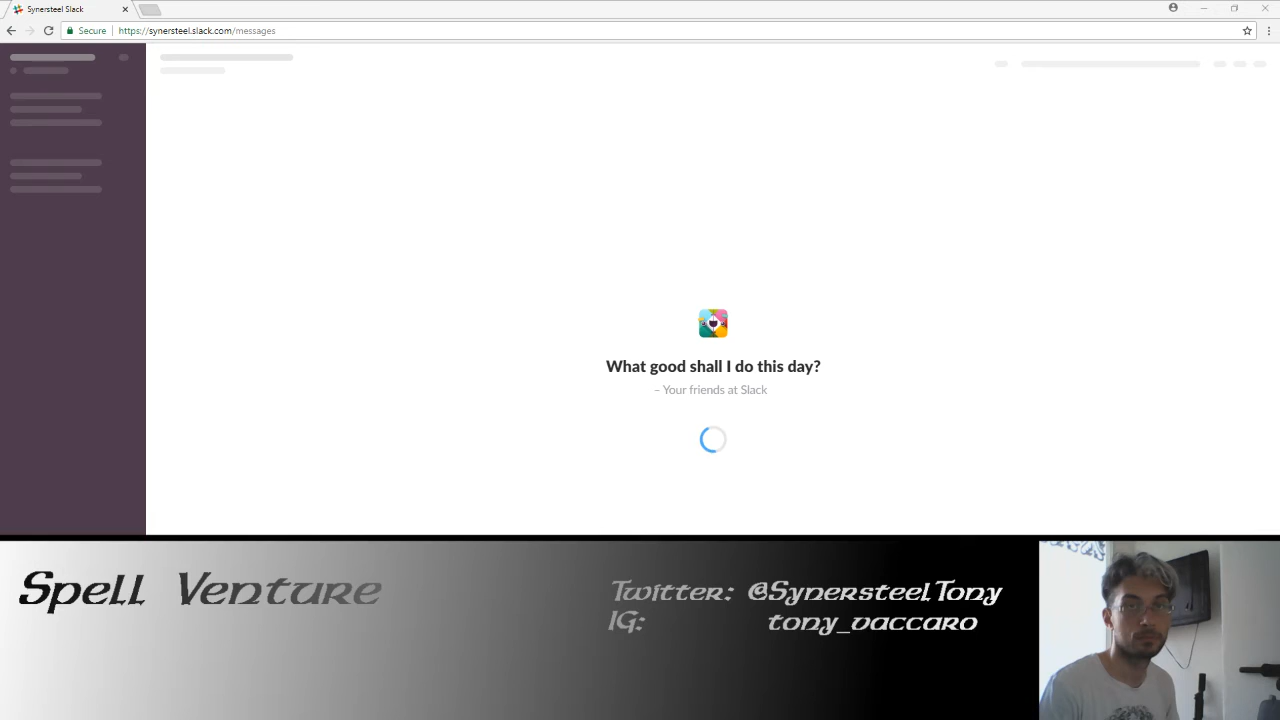 Synersteel Slack
Secure
https://synersteel.slack.com/messages
What good shall I do this day?
– Your friends at Slack
Spell Venture
Twitter: @SynersteelTony
IG: tony_vaccaro